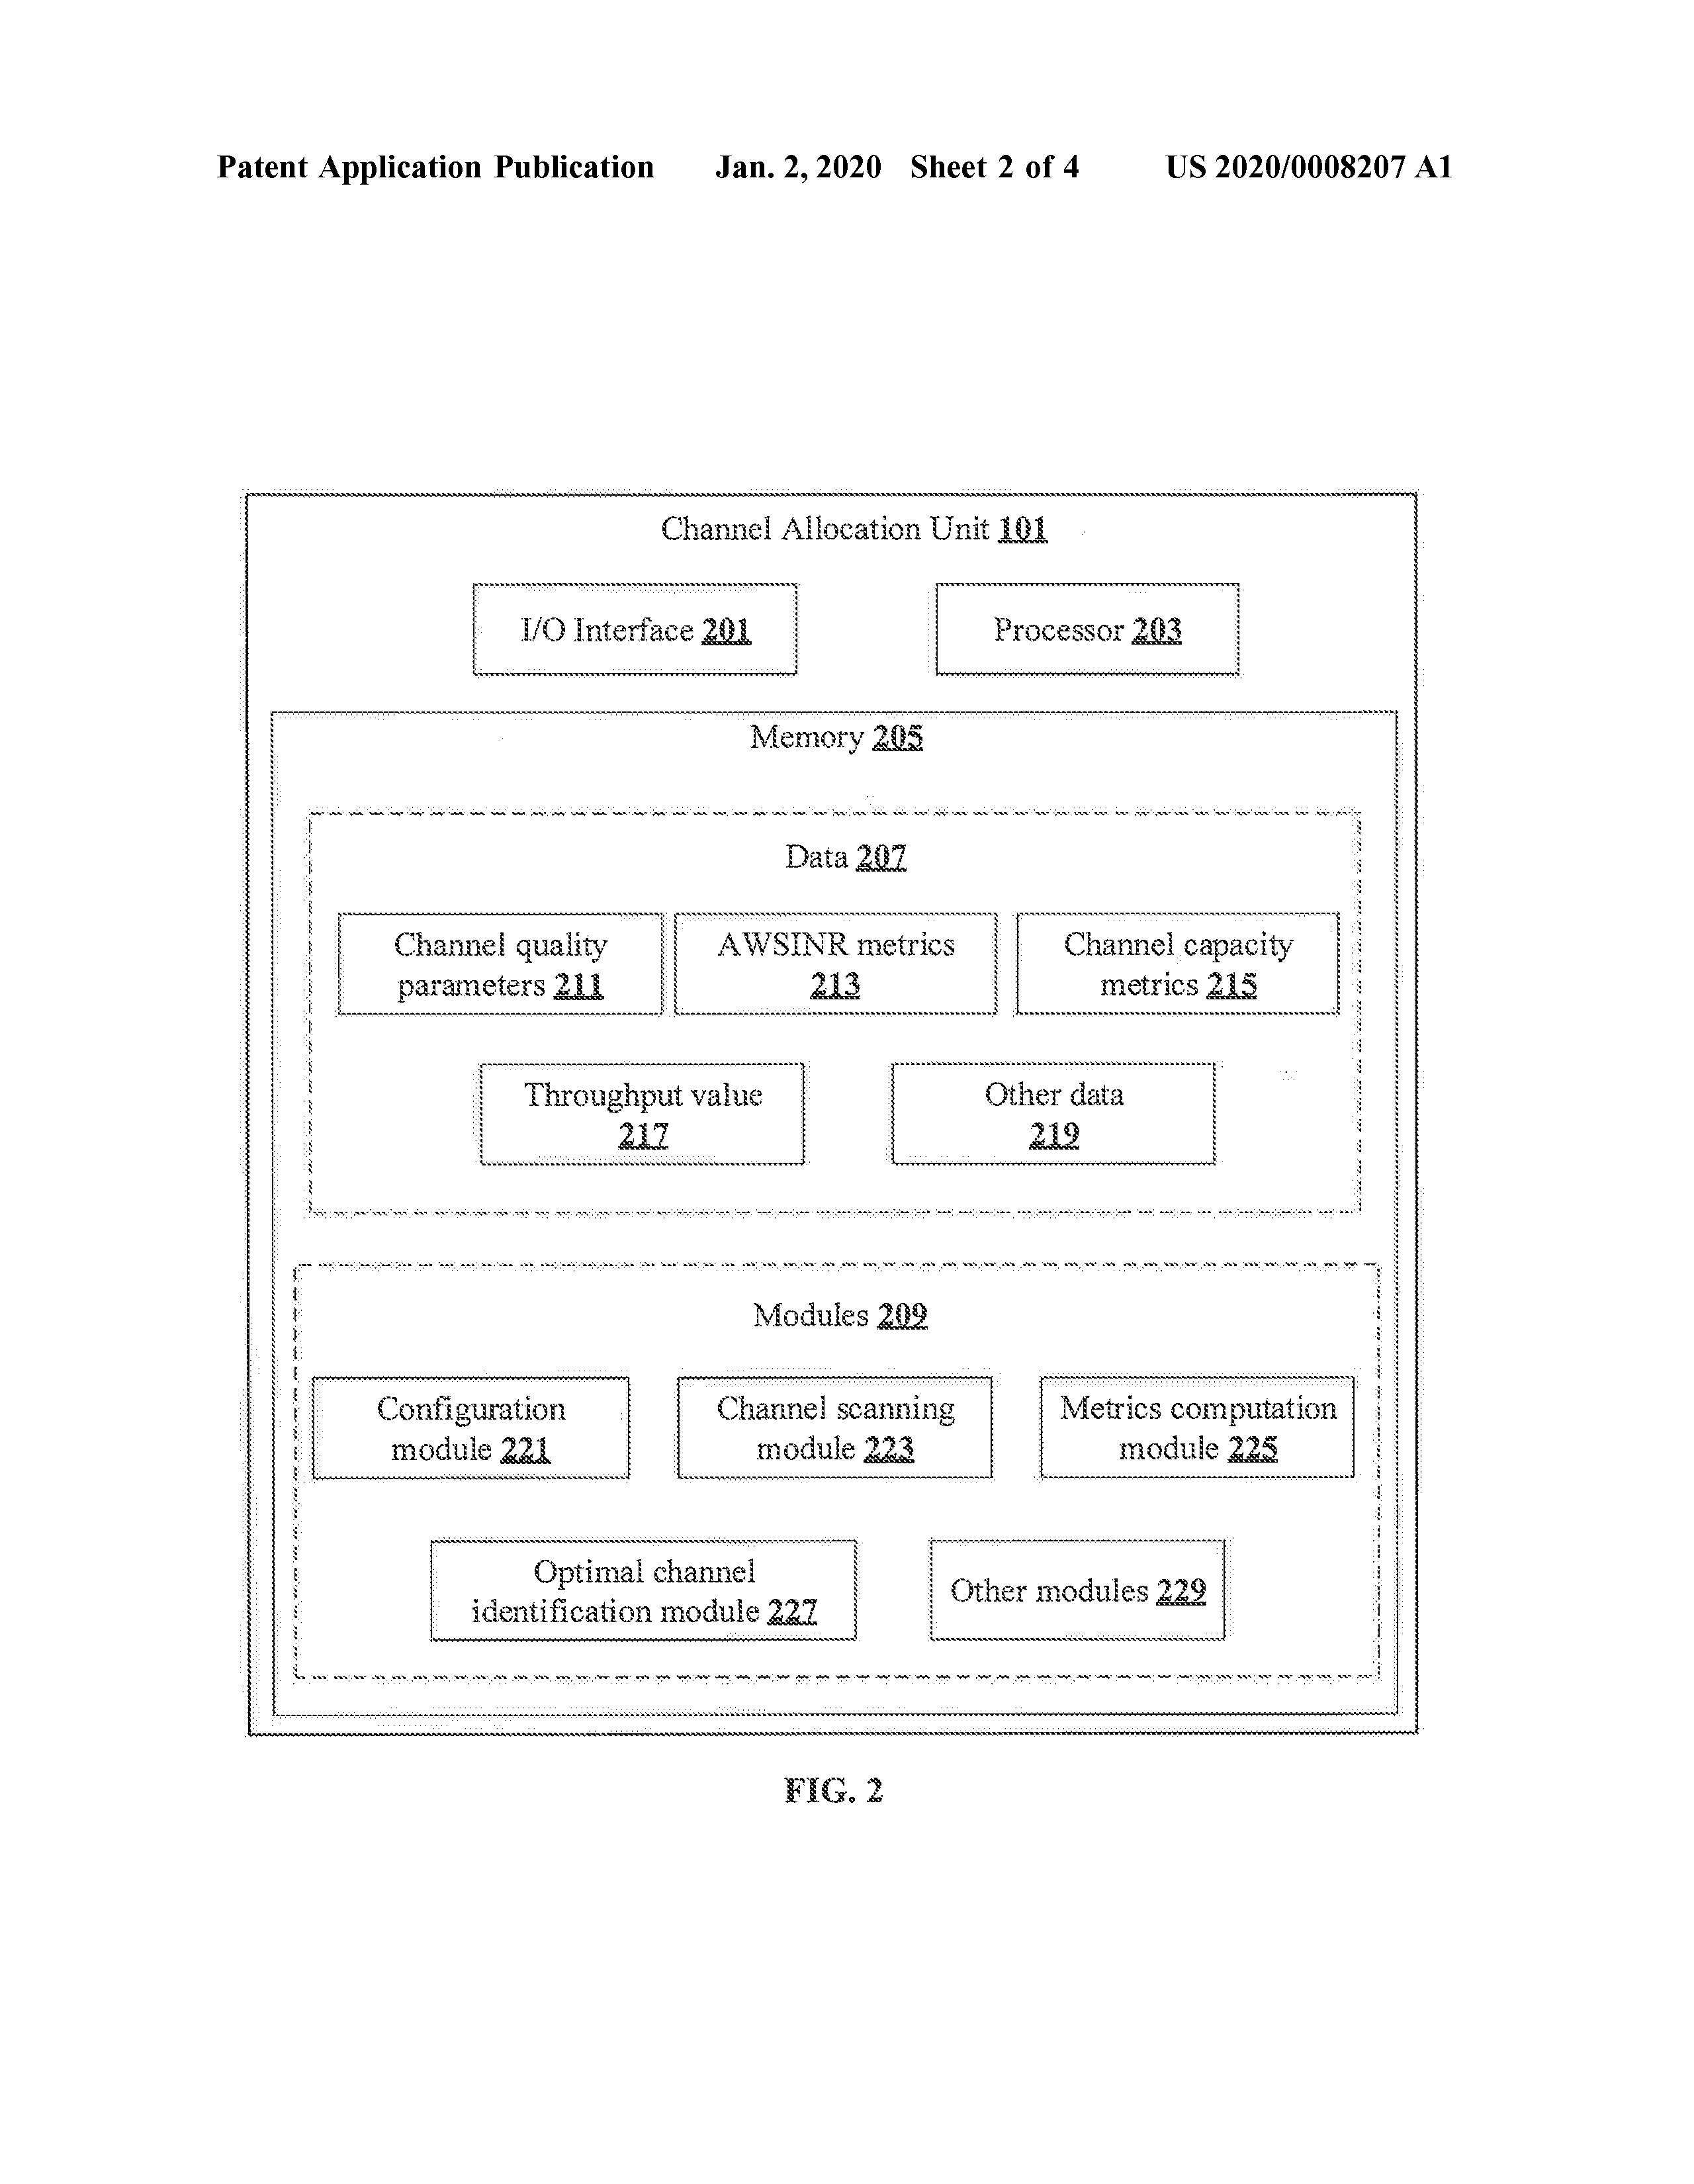 Patent Application Publication Jan. 2, 2020 Sheet 2 of 4 US 2020/0008207 A1
Channel Allocation Unit 101
I/O Interface 201
Processor 203
Memory 205
Data 207
Channel quality
parameters 211
AWSINR metrics
213
Channel capacity
metrics 215
Throughput value
217
Other data
219
Modules 209
Configuration
module 221
Channel scanning
module 223
Metrics computation
module 225
Optimal channel
identification module 227
Other modules 229
FIG. 2